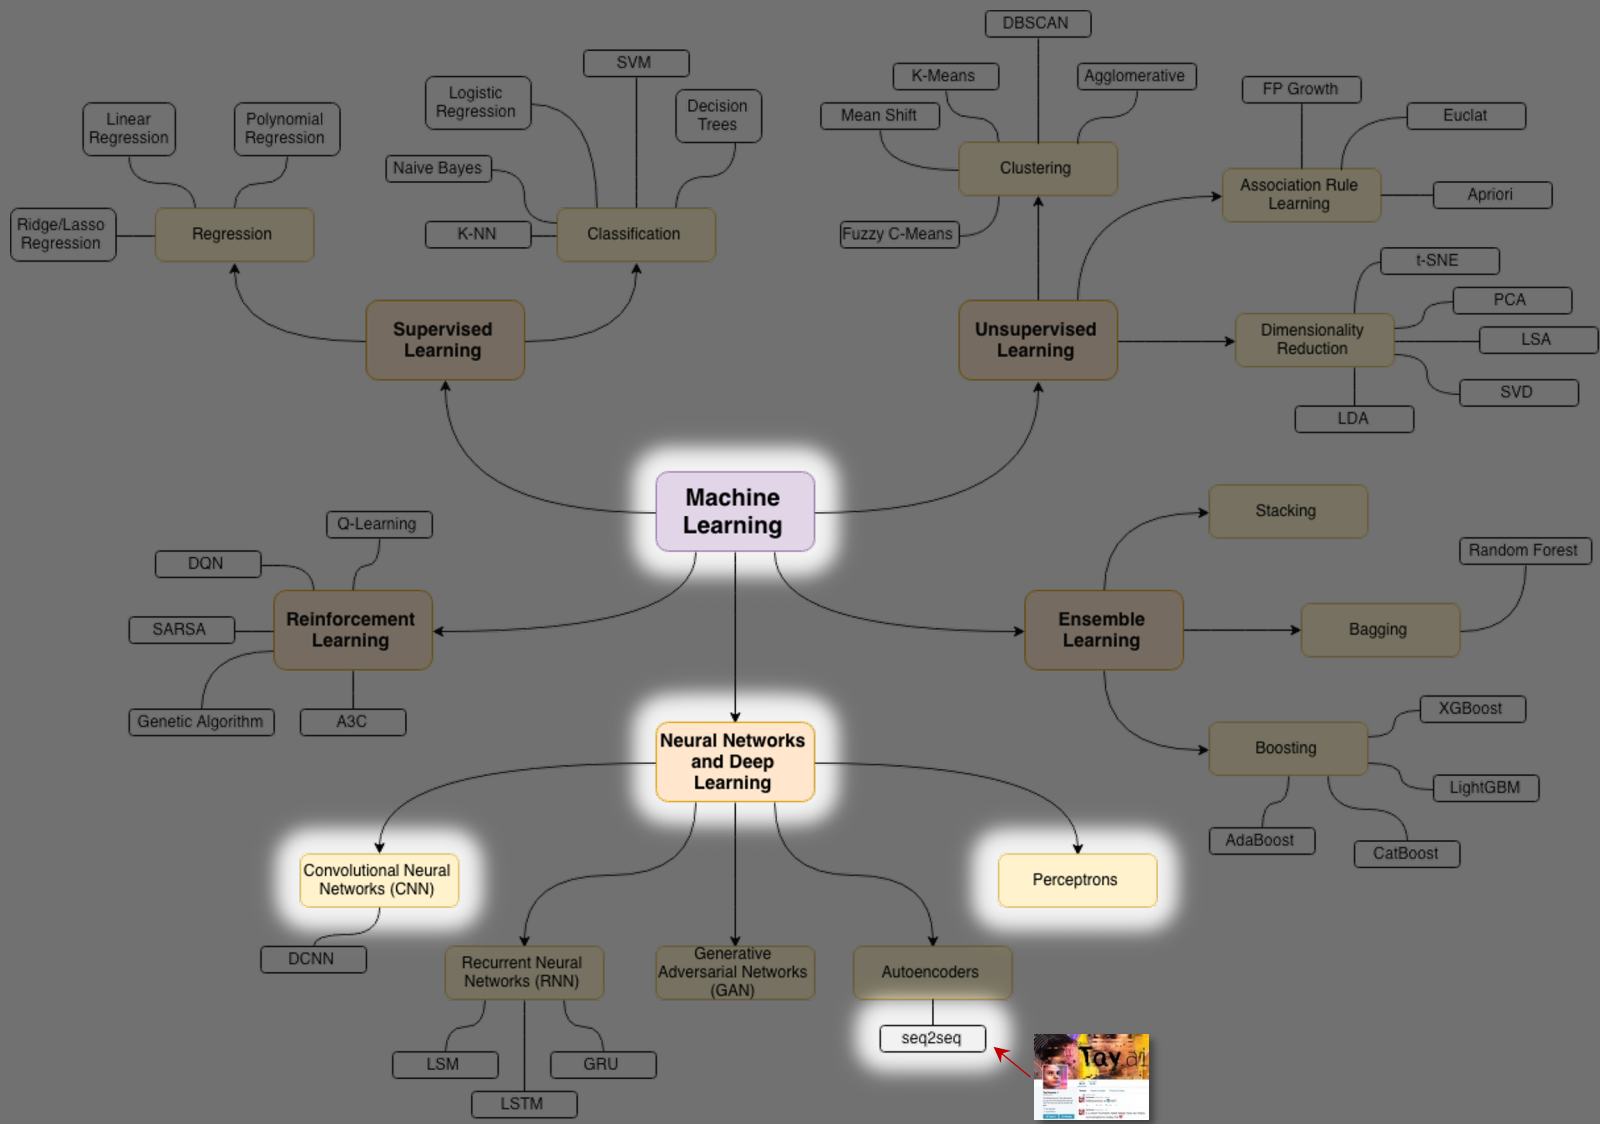 DBSCAN
SVM
K-Means
Agglomerative
Logistic
Regression
FP Growth
Linear
Regression
Polynomial
Regression
Decision
Trees
Mean Shift
Euclat
Naive Bayes
Clustering
Association Rule
Learning
Apriori
Ridge/Lasso
Regression
Regression
K-NN
Classification
Fuzzy C-Means
t-SNE
PCA
Supervised
Learning
Unsupervised
Learning
Dimensionality
Reduction
LSA
SVD
LDA
Machine
Learning
Stacking
Q-Learning
DQN
Random Forest
SARSA
Reinforcement
Learning
Ensemble
Learning
Bagging
Genetic Algorithm
A3C
XGBoost
Neural Networks
and Deep
Learning
Boosting
LightGBM
AdaBoost
CatBoost
Convolutional Neural
Networks (CNN)
Perceptrons
DCNN
Recurrent Neural
Networks (RNN)
Generative
Adversarial Networks
(GAN)
Autoencoders
seq2seq
LSM
GRU
LSTM
Tay.ai